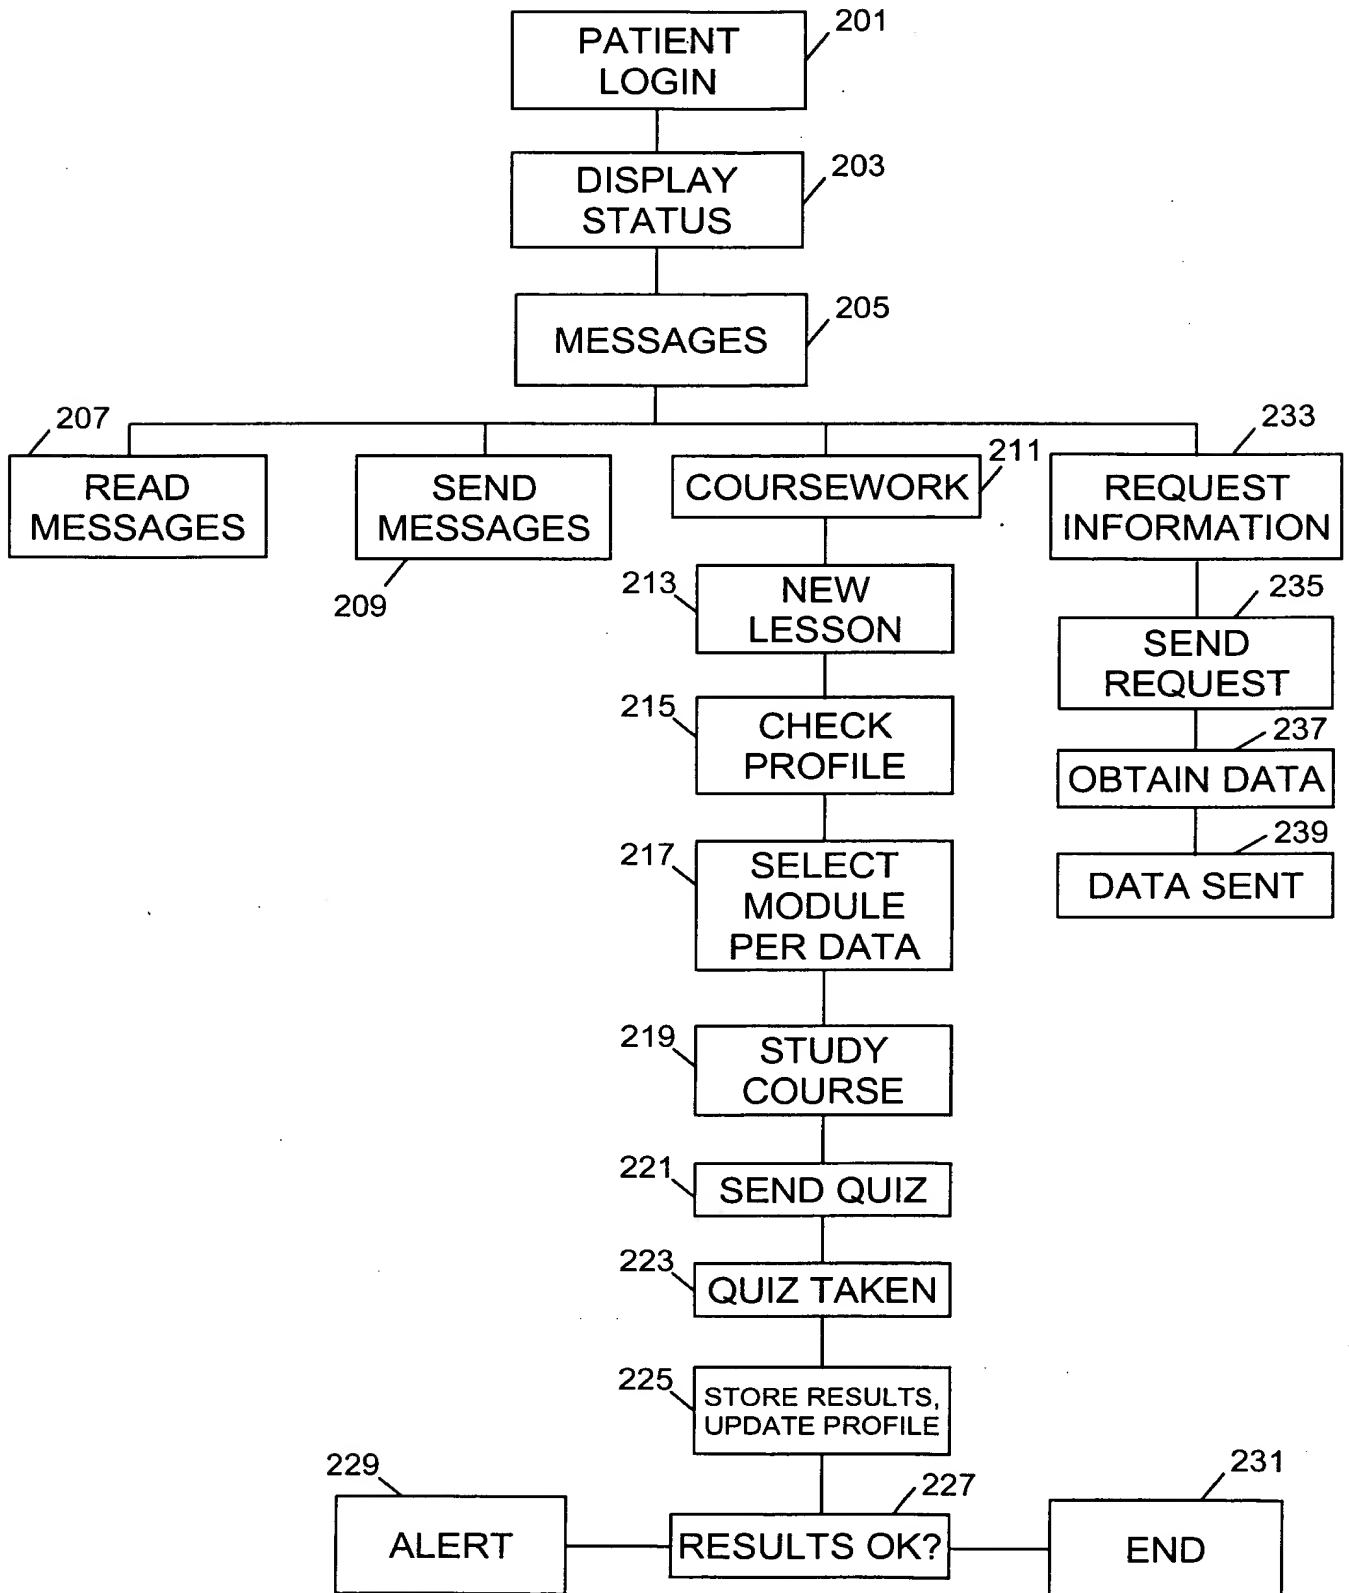 201
PATIENT
LOGIN
203
DISPLAY
STATUS
205
MESSAGES
207
READ
MESSAGES
SEND
MESSAGES
209
211
COURSEWORK
233
REQUEST
INFORMATION
213
NEW
LESSON
235
SEND
REQUEST
215
CHECK
PROFILE
237
OBTAIN DATA
217
SELECT
MODULE
PER DATA
239
DATA SENT
219
STUDY
COURSE
221
SEND QUIZ
223
QUIZ TAKEN
225
STORE RESULTS,
UPDATE PROFILE
229
ALERT
227
RESULTS OK?
231
END